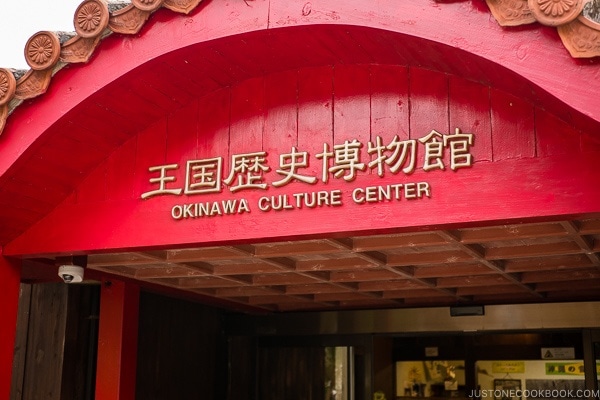 王国歴史博物館
OKINAWA CULTURE CENTER
JUSTONECOOKBOOK.COM